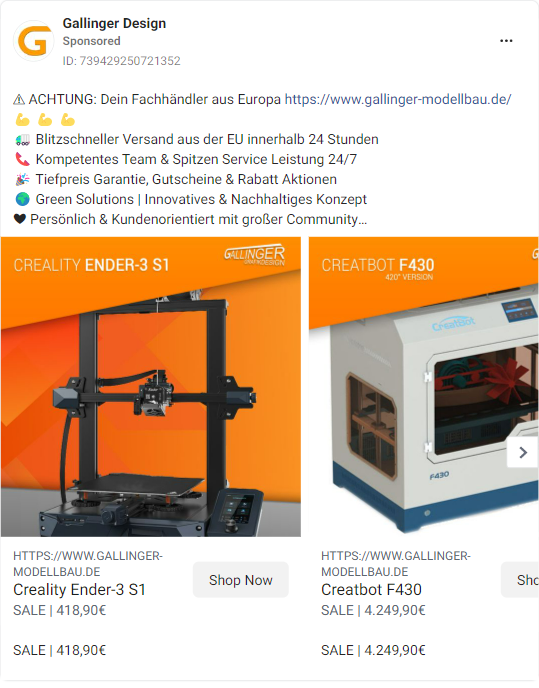 Gallinger Design
Sponsored
ID: 739429250721352
⚠ ACHTUNG: Dein Fachhändler aus Europa https://www.gallinger-modellbau.de/
💪 💪 💪
🚛 Blitzschneller Versand aus der EU innerhalb 24 Stunden
📞 Kompetentes Team & Spitzen Service Leistung 24/7
🎉 Tiefpreis Garantie, Gutscheine & Rabatt Aktionen
🌍 Green Solutions | Innovatives & Nachhaltiges Konzept
🖤 Persönlich & Kundenorientiert mit großer Community...
CREALITY ENDER-3 S1
GALLINGER
DESIGN
CREATBOT F430
420° VERSION
CreatBot
F430
HTTPS://WWW.GALLINGER-
MODELLBAU.DE
Creality Ender-3 S1
SALE | 418,90€
Shop Now
SALE | 418,90€
HTTPS://WWW.GALLINGER-
MODELLBAU.DE
Creatbot F430
SALE | 4.249,90€
Sho
SALE | 4.249,90€